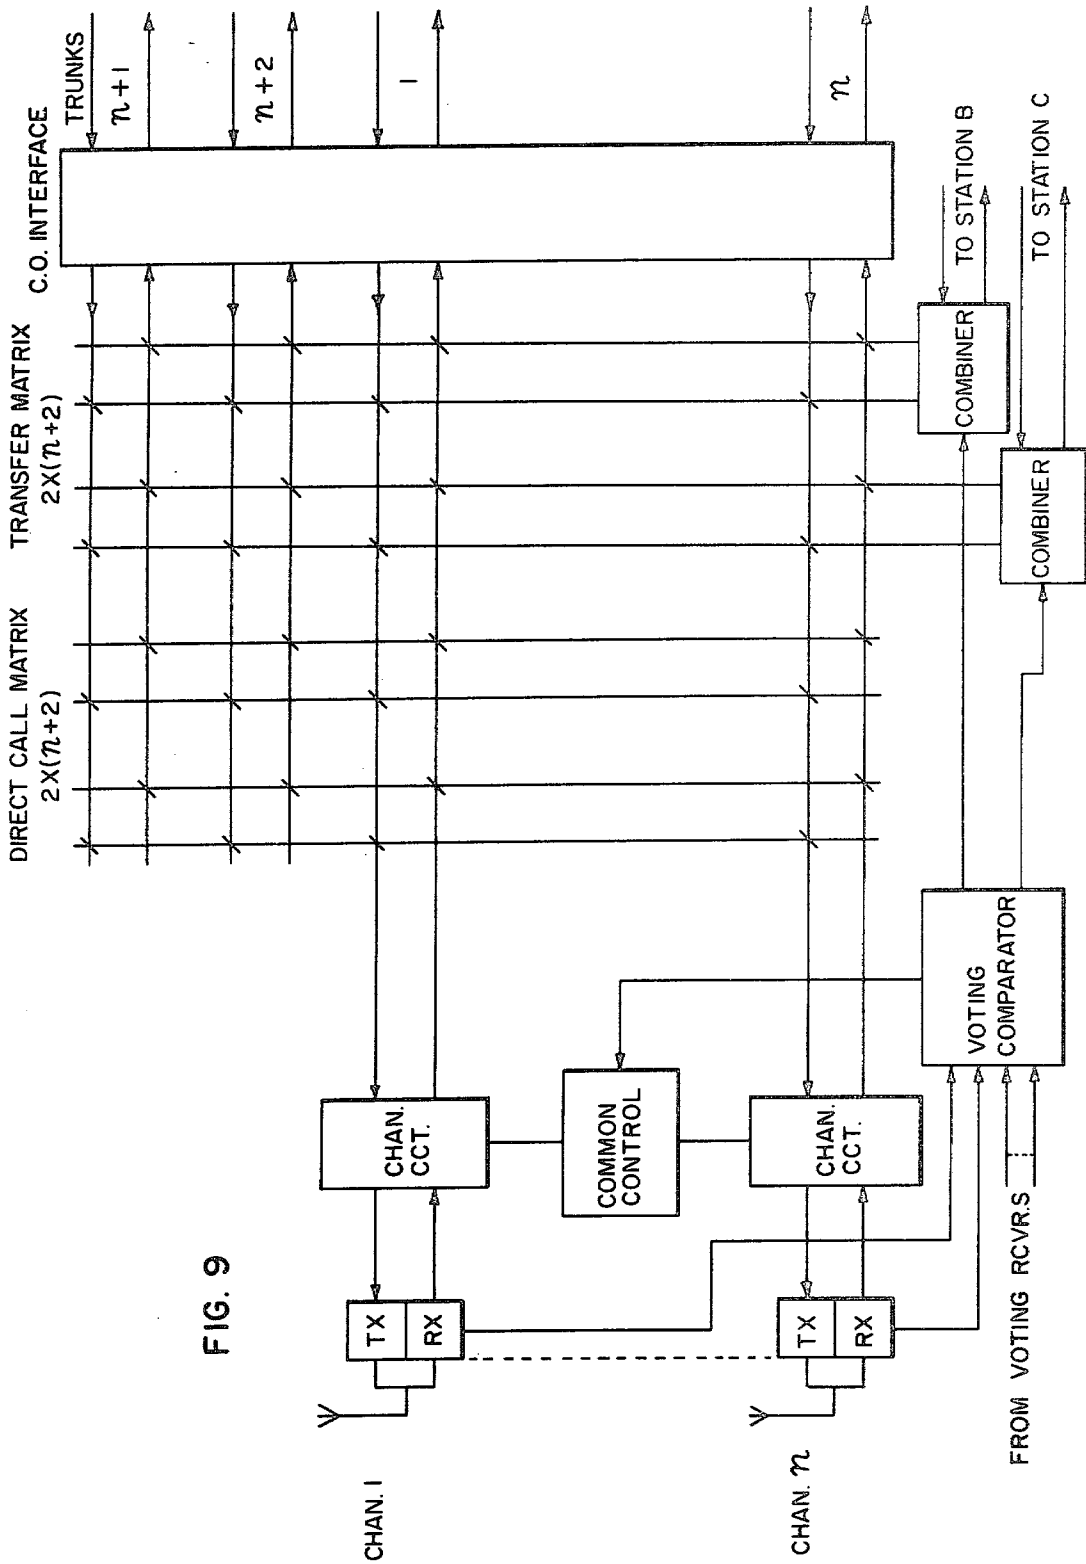 FIG. 9
DIRECT CALL MATRIX
2X(n+2)
TRANSFER MATRIX
2X(n+2)
C.O. INTERFACE
TRUNKS
n+1
n+2
1
n
CHAN. 1
TX
RX
CHAN.
CCT.
COMMON
CONTROL
CHAN. n
TX
RX
CHAN.
CCT.
FROM VOTING RCVR.S
VOTING
COMPARATOR
COMBINER
TO STATION B
COMBINER
TO STATION C